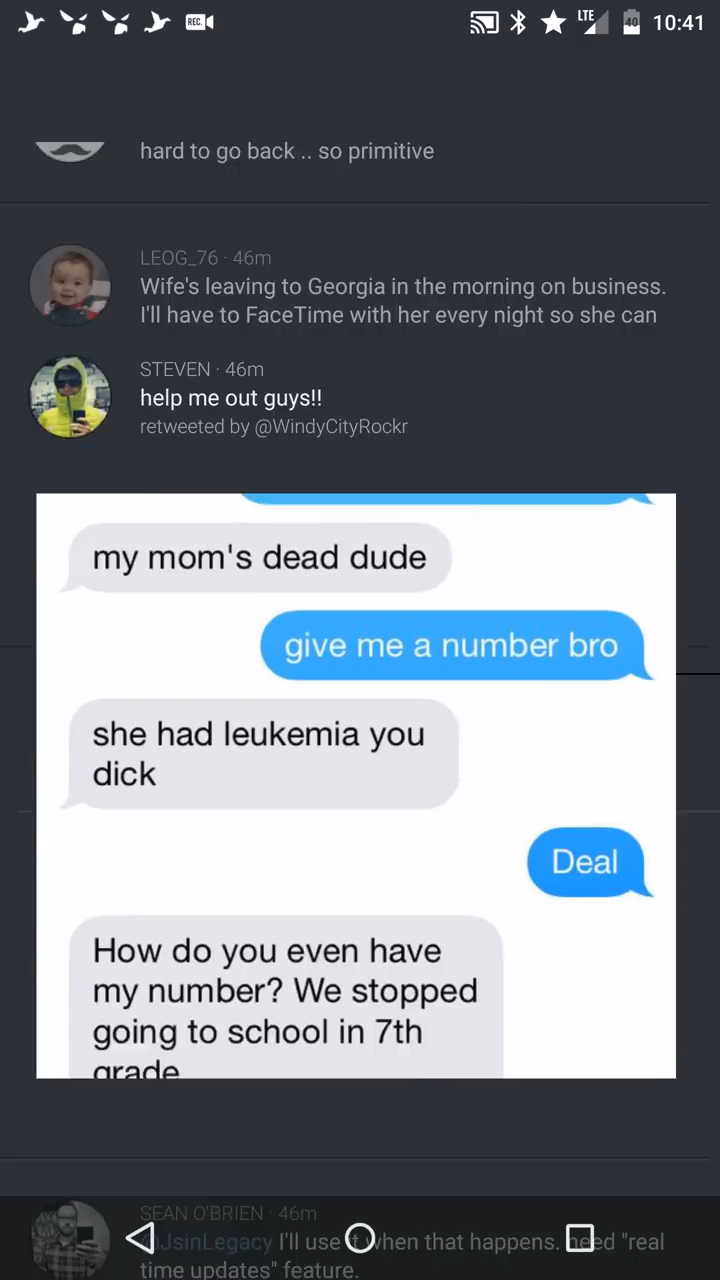 REC.
LTE
40
10:41
hard to go back .. so primitive
LEOG_76 · 46m
Wife's leaving to Georgia in the morning on business.
I'll have to FaceTime with her every night so she can
STEVEN · 46m
help me out guys!!
retweeted by @WindyCityRockr
my mom's dead dude
give me a number bro
she had leukemia you
dick
Deal
How do you even have
my number? We stopped
going to school in 7th
grade
SEAN O'BRIEN · 46m
@JsinLegacy I'll use it when that happens. need "real
time updates" feature.